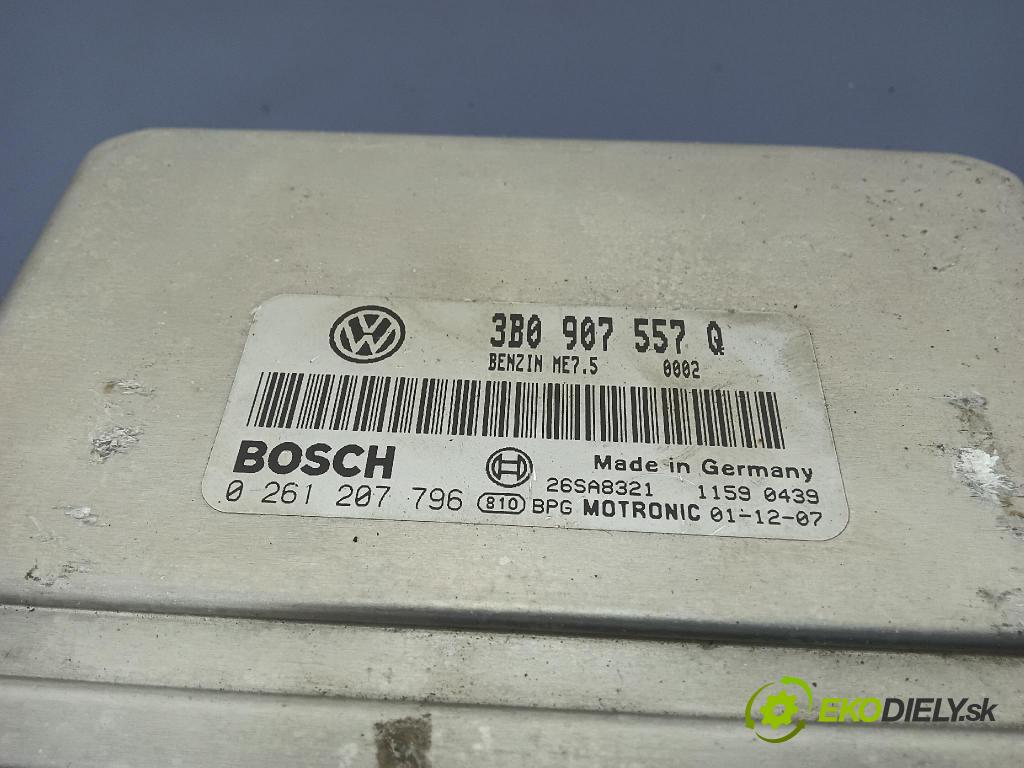 3B0 907 557 Q
BENZIN ME7.5 0002
BOSCH
Made in Germany
26SA8321 1159 0439
0 261 207 796 810 BPG MOTRONIC 01-12-07
EKODIELY.sk